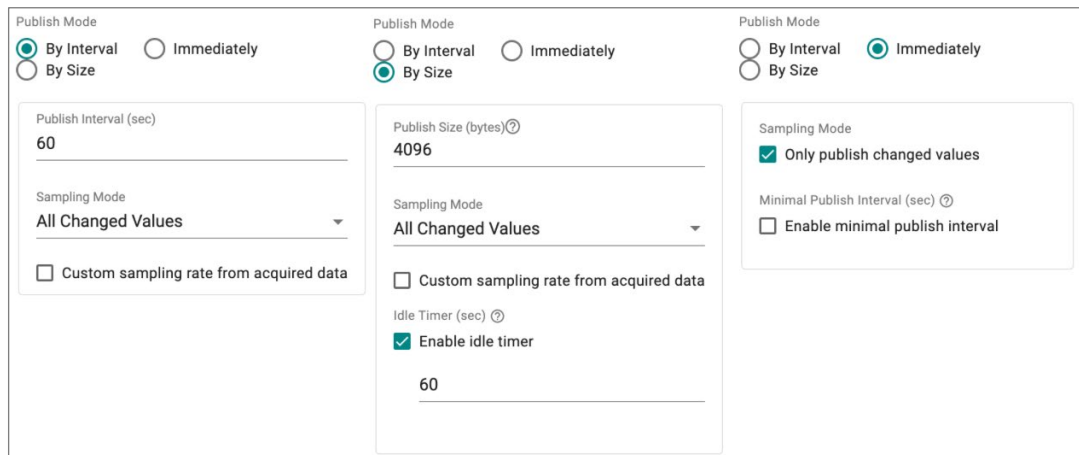 Publish Mode
By Interval
Immediately
By Size
Publish Interval (sec)
60
Sampling Mode
All Changed Values
Custom sampling rate from acquired data
Publish Mode
By Interval
Immediately
By Size
Publish Size (bytes)
4096
Sampling Mode
All Changed Values
Custom sampling rate from acquired data
Idle Timer (sec)
Enable idle timer
60
Publish Mode
By Interval
Immediately
By Size
Sampling Mode
Only publish changed values
Minimal Publish Interval (sec)
Enable minimal publish interval